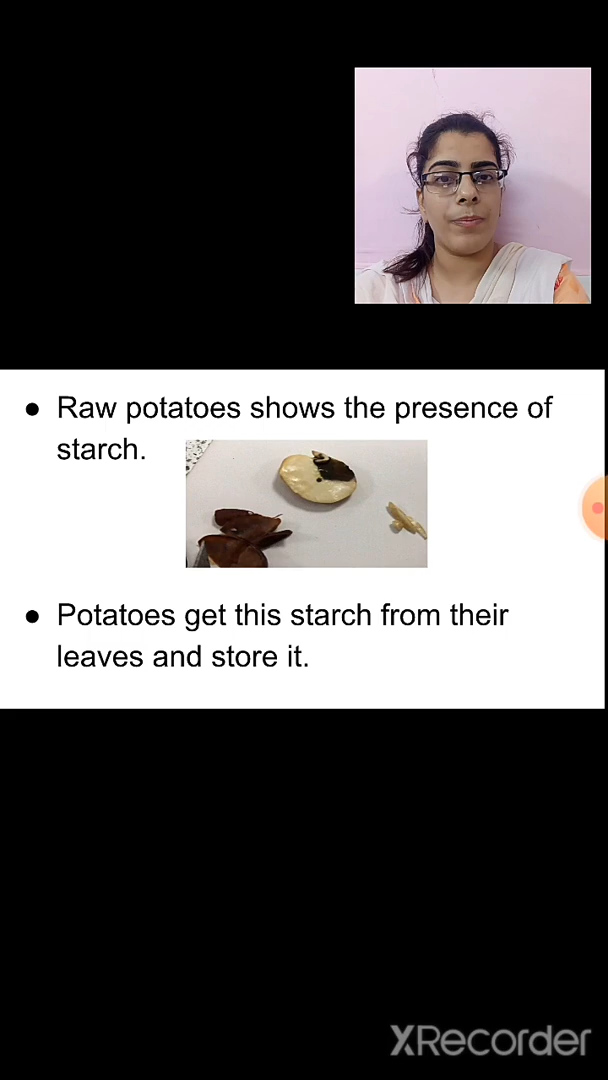 ● Raw potatoes shows the presence of
starch.
● Potatoes get this starch from their
leaves and store it.
XRecorder